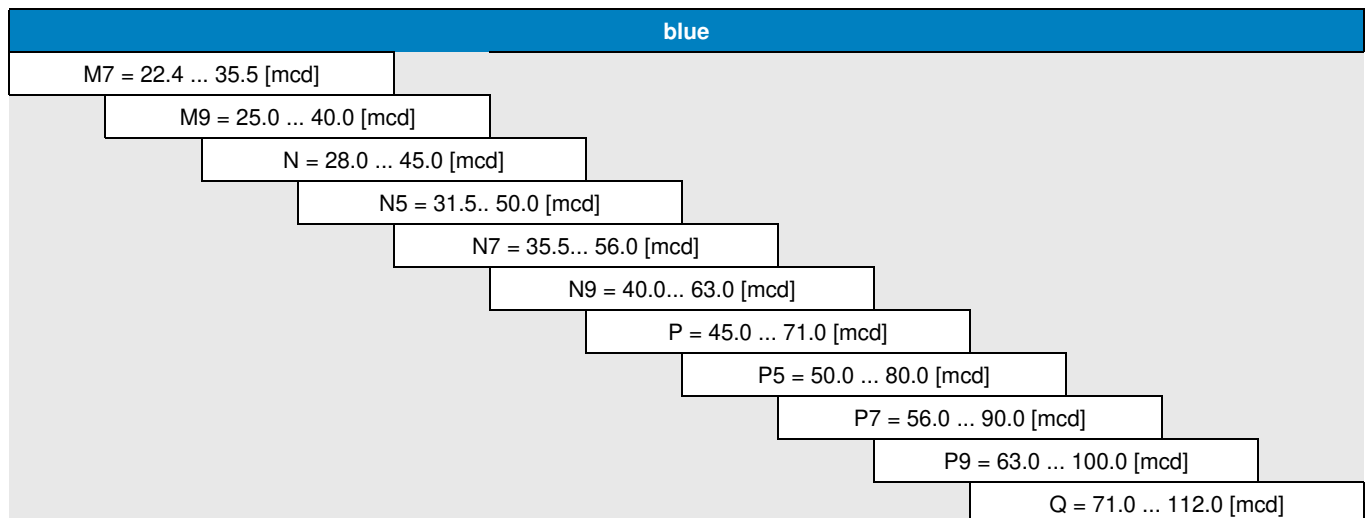 blue
M7 = 22.4 ... 35.5 [mcd]
M9 = 25.0 ... 40.0 [mcd]
N = 28.0 ... 45.0 [mcd]
N5 = 31.5.. 50.0 [mcd]
N7 = 35.5... 56.0 [mcd]
N9 = 40.0... 63.0 [mcd]
P = 45.0 ... 71.0 [mcd]
P5 = 50.0 ... 80.0 [mcd]
P7 = 56.0 ... 90.0 [mcd]
P9 = 63.0 ... 100.0 [mcd]
Q = 71.0 ... 112.0 [mcd]